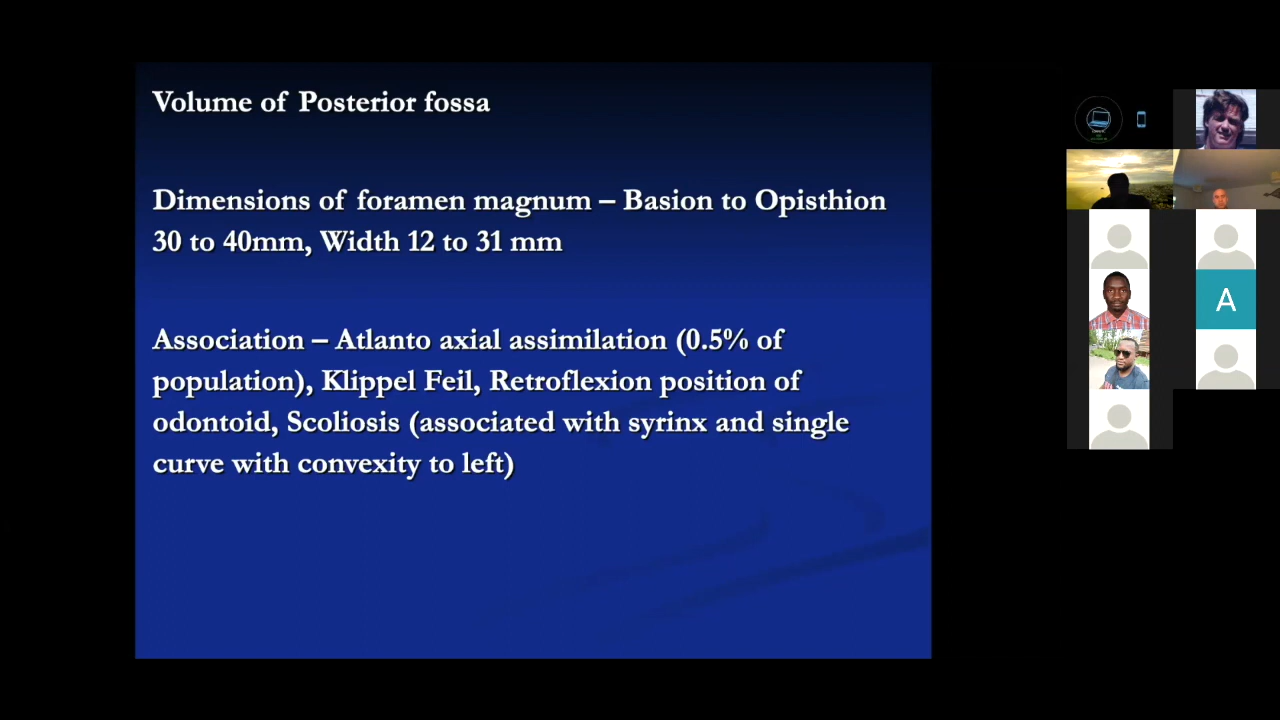 Volume of Posterior fossa
Dimensions of foramen magnum – Basion to Opisthion
30 to 40mm, Width 12 to 31 mm
Association – Atlanto axial assimilation (0.5% of
population), Klippel Feil, Retroflexion position of
odontoid, Scoliosis (associated with syrinx and single
curve with convexity to left)
A